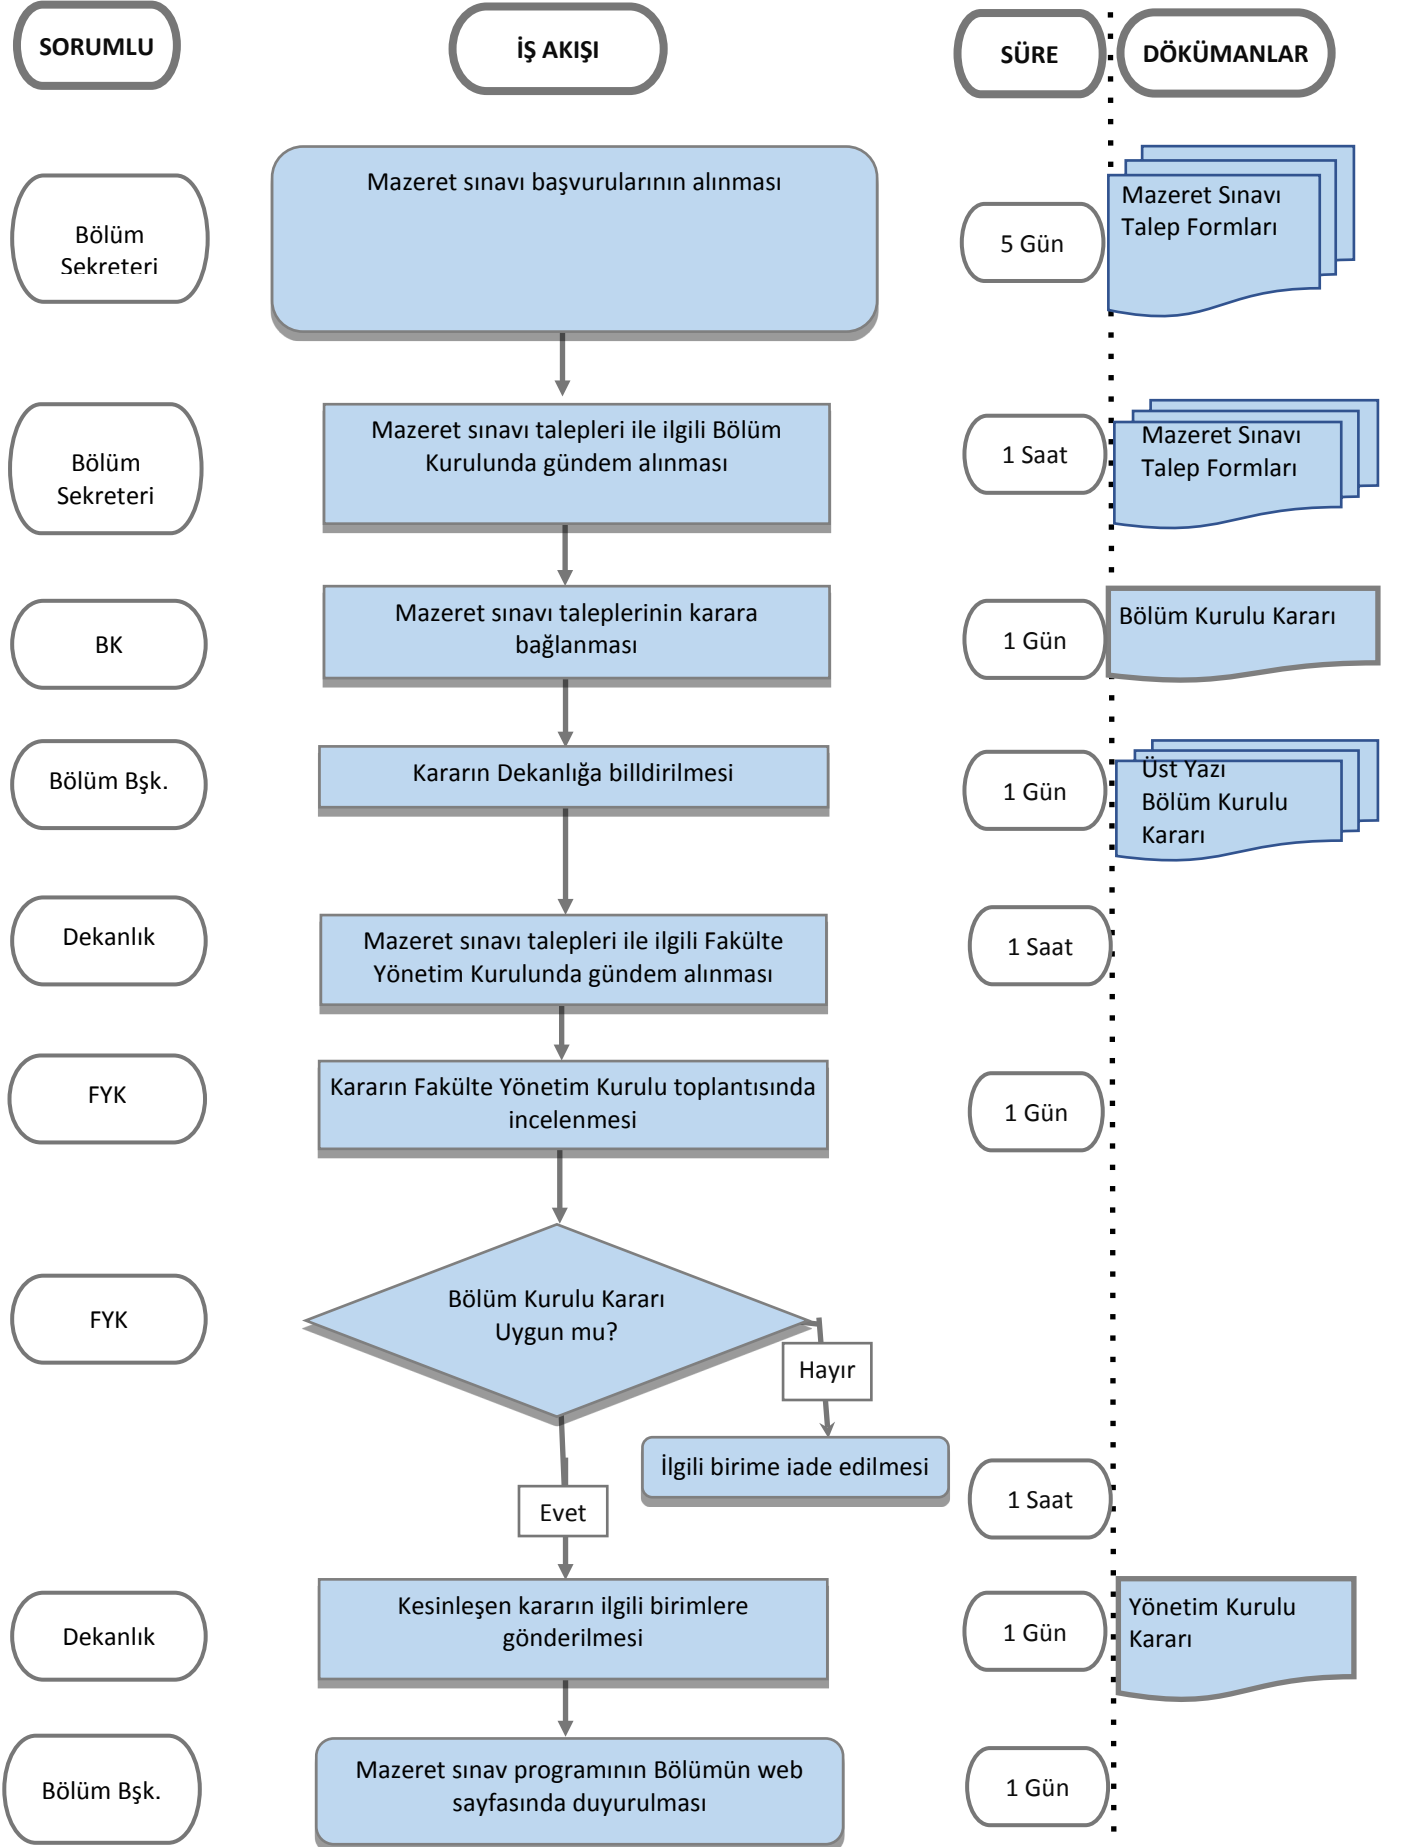 SORUMLU
İŞ AKIŞI
SÜRE
DÖKÜMANLAR
Bölüm
Sekreteri
Mazeret sınavı başvurularının alınması
5 Gün
Mazeret Sınavı
Talep Formları
Bölüm
Sekreteri
Mazeret sınavı talepleri ile ilgili Bölüm
Kurulunda gündem alınması
1 Saat
Mazeret Sınavı
Talep Formları
BK
Mazeret sınavı taleplerinin karara
bağlanması
1 Gün
Bölüm Kurulu Kararı
Bölüm Bşk.
Kararın Dekanlığa billdirilmesi
1 Gün
Üst Yazı
Bölüm Kurulu
Kararı
Dekanlık
Mazeret sınavı talepleri ile ilgili Fakülte
Yönetim Kurulunda gündem alınması
1 Saat
FYK
Kararın Fakülte Yönetim Kurulu toplantısında
incelenmesi
1 Gün
FYK
Bölüm Kurulu Kararı
Uygun mu?
Hayır
İlgili birime iade edilmesi
1 Saat
Evet
Dekanlık
Kesinleşen kararın ilgili birimlere
gönderilmesi
1 Gün
Yönetim Kurulu
Kararı
Bölüm Bşk.
Mazeret sınav programının Bölümün web
sayfasında duyurulması
1 Gün